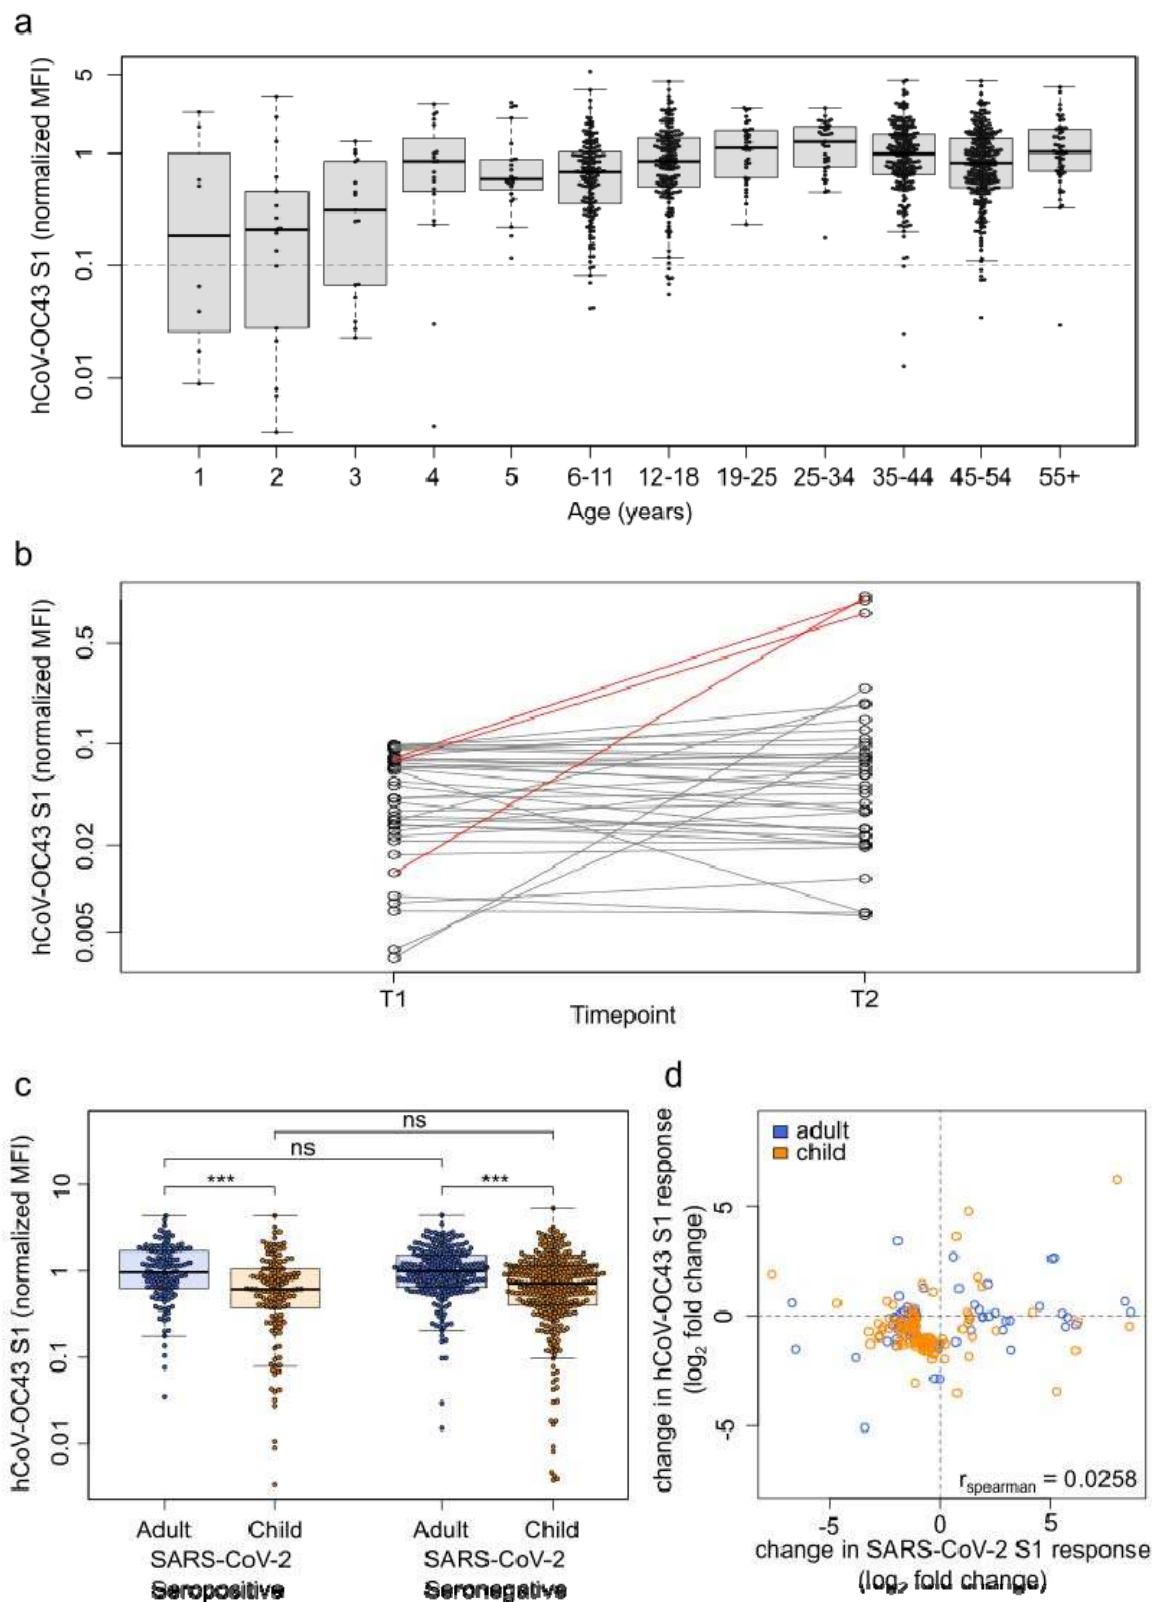 a
hCoV-OC43 S1 (normalized MFI)
5
1
0.1
0.01
1 2 3 4 5 6-11 12-18 19-25 25-34 35-44 45-54 55+
Age (years)
b
hCoV-OC43 S1 (normalized MFI)
0.5
0.1
0.02
0.005
T1 T2
Timepoint
c
hCoV-OC43 S1 (normalized MFI)
10
1
0.1
0.01
ns
ns
*** ***
Adult Child Adult Child
SARS-CoV-2 SARS-CoV-2
Seropositive Seronegative
d
change in hCoV-OC43 S1 response
(log₂ fold change)
5
0
-5
adult
child
r spearman = 0.0258
-5 0 5
change in SARS-CoV-2 S1 response
(log₂ fold change)